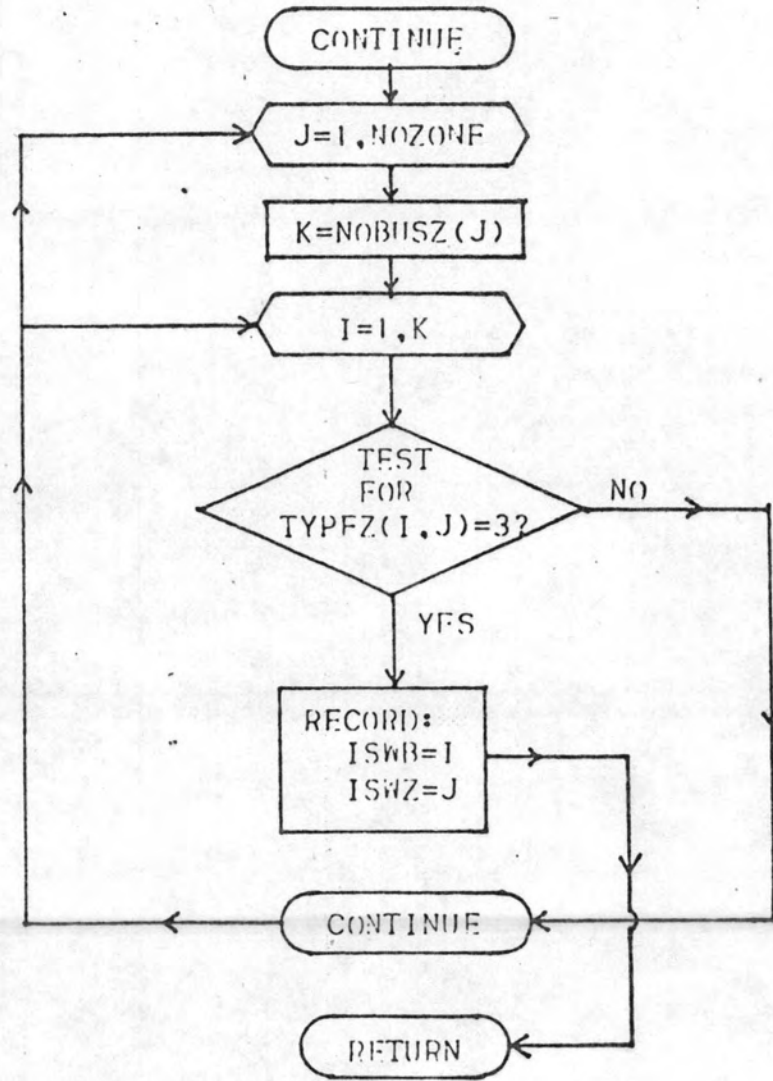 CONTINUE
J=1,NOZONE
K=NOBUSZ(J)
I=1,K
TEST
FOR
TYPEZ(I,J)=3?
NO
YES
RECORD:
ISWB=I
ISWZ=J
CONTINUE
RETURN